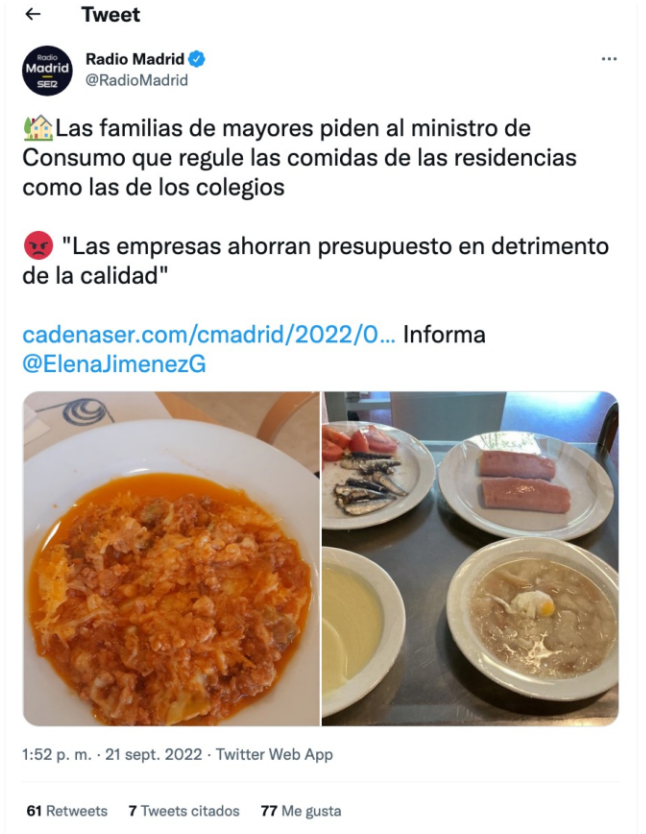 Tweet
Radio
Madrid
SER
Radio Madrid
@RadioMadrid
Las familias de mayores piden al ministro de
Consumo que regule las comidas de las residencias
como las de los colegios
"Las empresas ahorran presupuesto en detrimento
de la calidad"
cadenaser.com/cmadrid/2022/0... Informa
@ElenaJimenezG
1:52 p. m. · 21 sept. 2022 · Twitter Web App
61 Retweets 7 Tweets citados 77 Me gusta